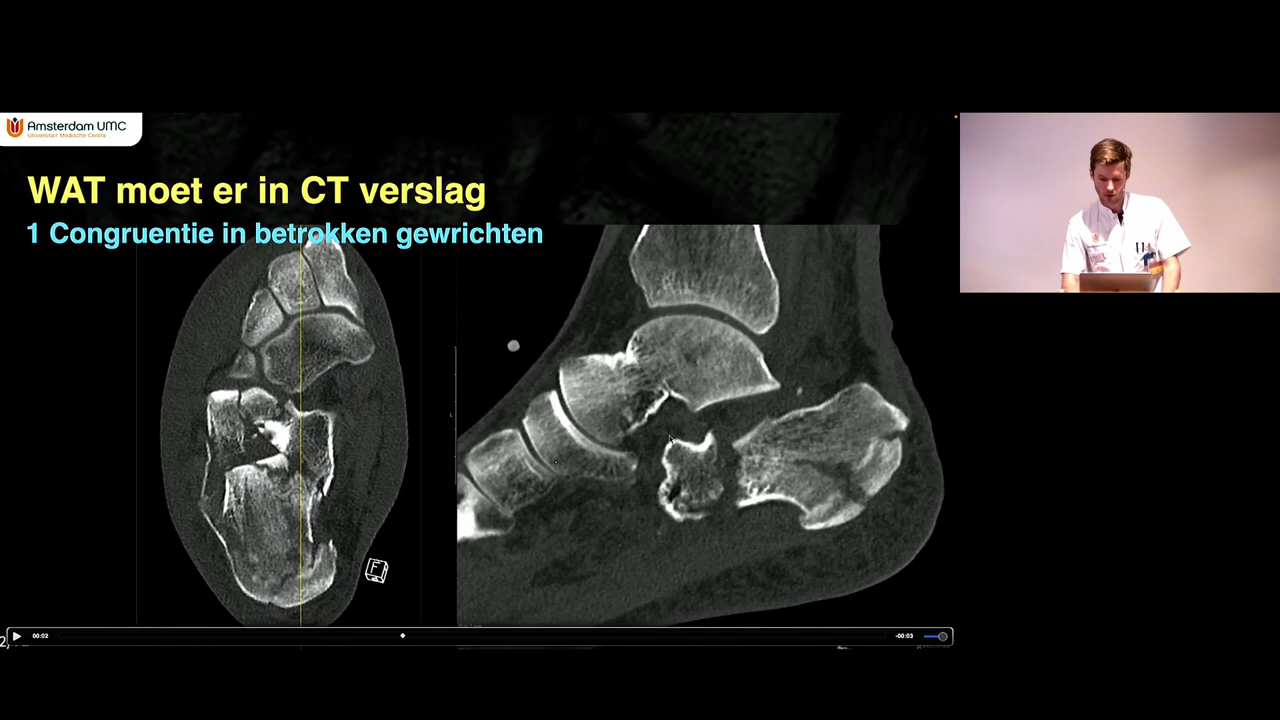 Amsterdam UMC
Universitair Medische Centra
WAT moet er in CT verslag
1 Congruentie in betrokken gewrichten
F
00:02
-00:03